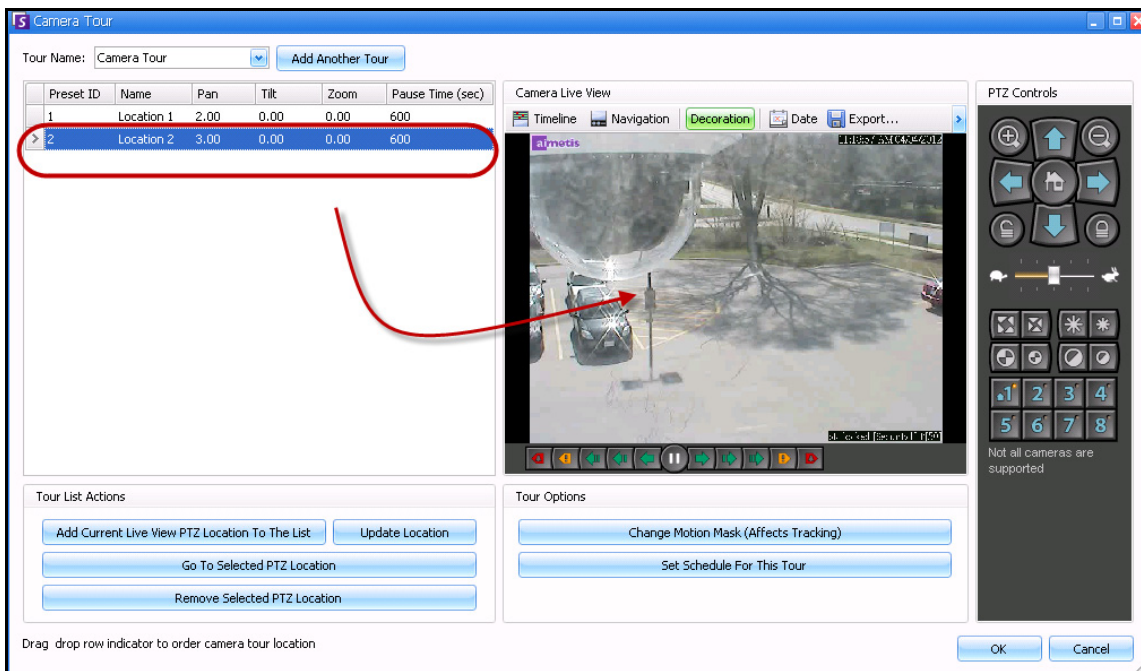 Camera Tour
Tour Name: Camera Tour Add Another Tour
Preset ID Name Pan Tilt Zoom Pause Time (sec)
1 Location 1 2.00 0.00 0.00 600
2 Location 2 3.00 0.00 0.00 600
Camera Live View
Timeline Navigation Decoration Date Export...
aimetis
PTZ Controls
1 2 3 4
5 6 7 8
Not all cameras are
supported
Tour List Actions
Add Current Live View PTZ Location To The List Update Location
Go To Selected PTZ Location
Remove Selected PTZ Location
Tour Options
Change Motion Mask (Affects Tracking)
Set Schedule For This Tour
Drag drop row indicator to order camera tour location
OK Cancel